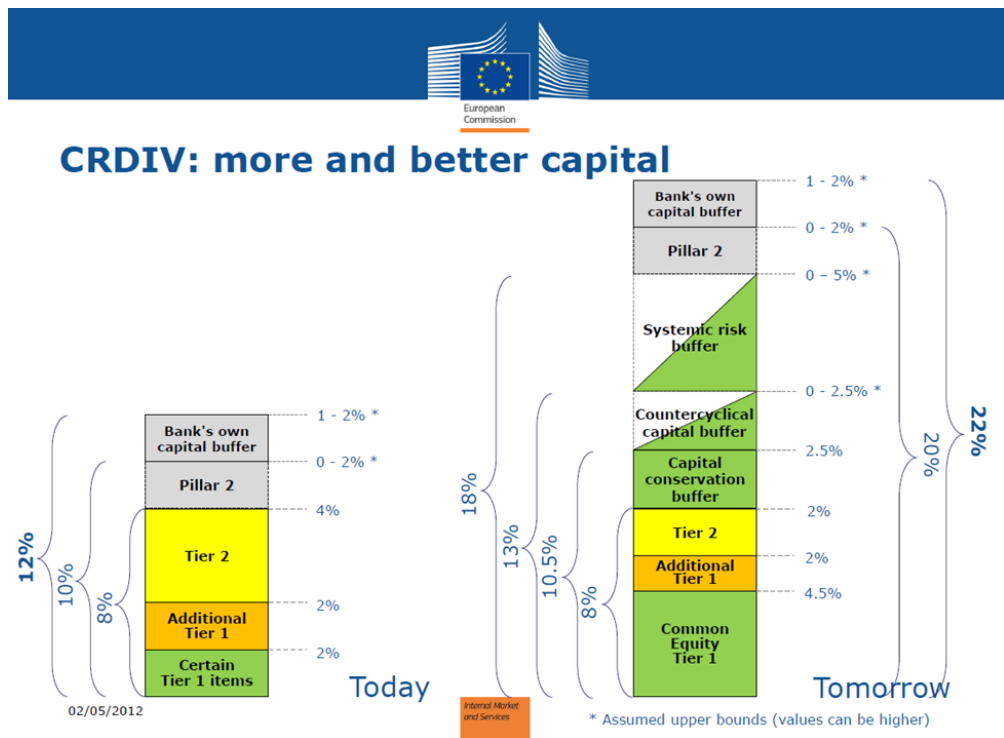 European
Commission
CRDIV: more and better capital
Bank's own
capital buffer
Pillar 2
Tier 2
Additional
Tier 1
Certain
Tier 1 items
1 - 2% *
0 - 2% *
4%
2%
2%
12%
10%
8%
Today
02/05/2012
Bank's own
capital buffer
Pillar 2
Systemic risk
buffer
Countercyclical
capital buffer
Capital
conservation
buffer
Tier 2
Additional
Tier 1
Common
Equity
Tier 1
1 - 2% *
0 - 2% *
0 – 5% *
0 - 2.5% *
2.5%
2%
2%
4.5%
18%
13%
10.5%
8%
20%
22%
Tomorrow
Internal Market
and Services
* Assumed upper bounds (values can be higher)